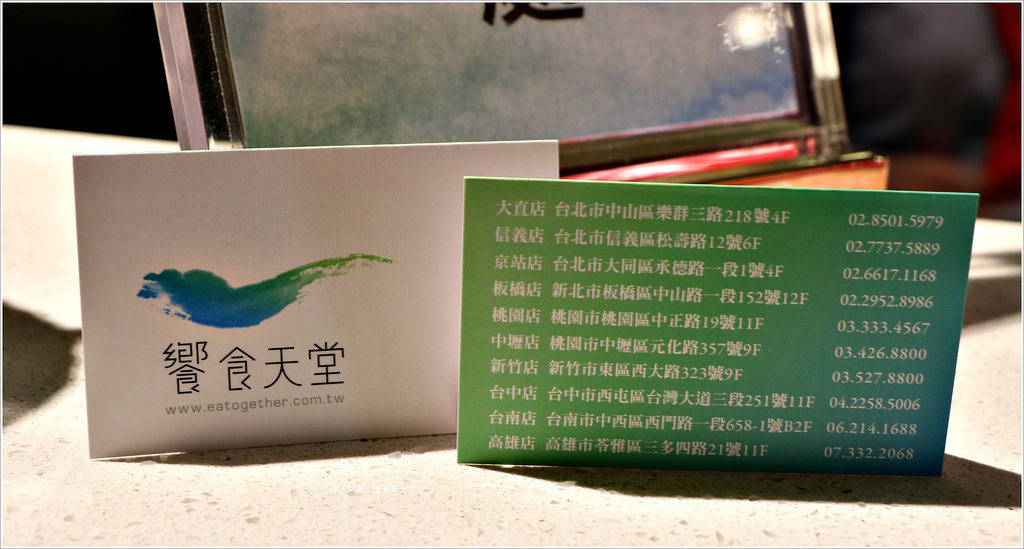 饗食天堂
www.eatogether.com.tw
大直店 台北市中山區樂群三路218號4F 02.8501.5979
信義店 台北市信義區松壽路12號6F 02.7737.5889
京站店 台北市大同區承德路一段1號4F 02.6617.1168
板橋店 新北市板橋區中山路一段152號12F 02.2952.8986
桃園店 桃園市桃園區中正路19號11F 03.333.4567
中壢店 桃園市中壢區元化路357號9F 03.426.8800
新竹店 新竹市東區西大路323號9F 03.527.8800
台中店 台中市西屯區台灣大道三段251號11F 04.2258.5006
台南店 台南市中西區西門路一段658-1號B2F 06.214.1688
高雄店 高雄市苓雅區三多四路21號11F 07.332.2068